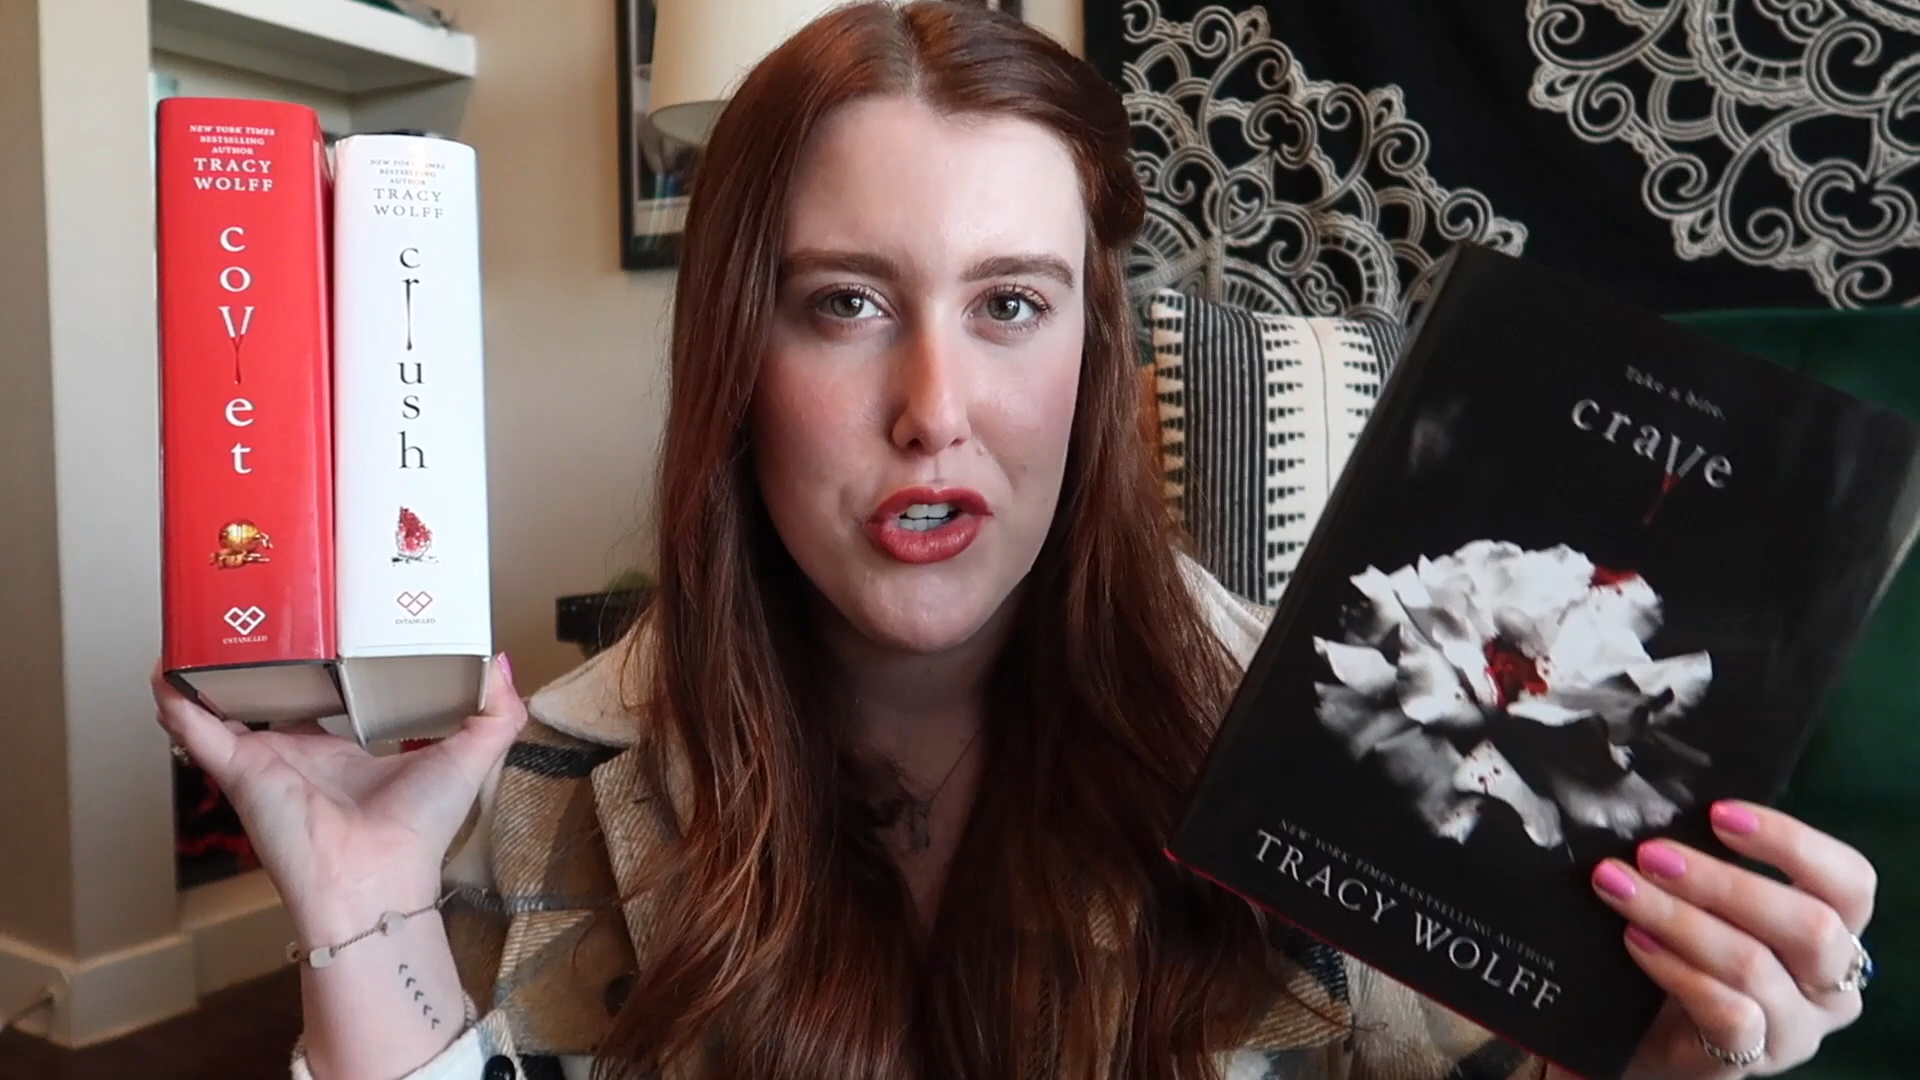 NEW YORK TIMES
BESTSELLING
AUTHOR
TRACY
WOLFF
covet
ENTANGLED
NEW YORK TIMES
BESTSELLING
AUTHOR
TRACY
WOLFF
crush
ENTANGLED
Take a bite.
crave
NEW YORK TIMES BESTSELLING AUTHOR
TRACY WOLFF